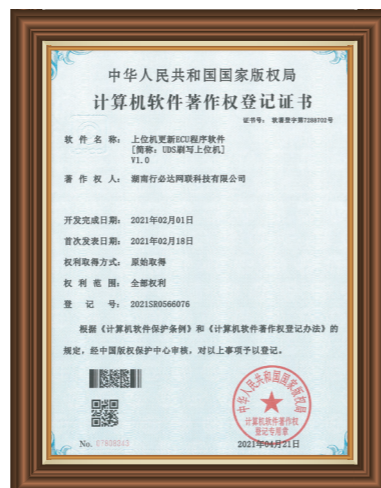 中华人民共和国国家版权局
计算机软件著作权登记证书
证书号： 软著登字第7288702号
软件名称： 上位机更新ECU程序软件
[简称：UDS刷写上位机]
V1.0
著作权人： 湖南行必达网联科技有限公司
开发完成日期： 2021年02月01日
首次发表日期： 2021年02月18日
权利取得方式： 原始取得
权利范围： 全部权利
登记号： 2021SR0566076
根据《计算机软件保护条例》和《计算机软件著作权登记办法》的
规定，经中国版权保护中心审核，对以上事项予以登记。
中华人民共和国国家版权局
计算机软件著作权
登记专用章
No.
2021年04月21日